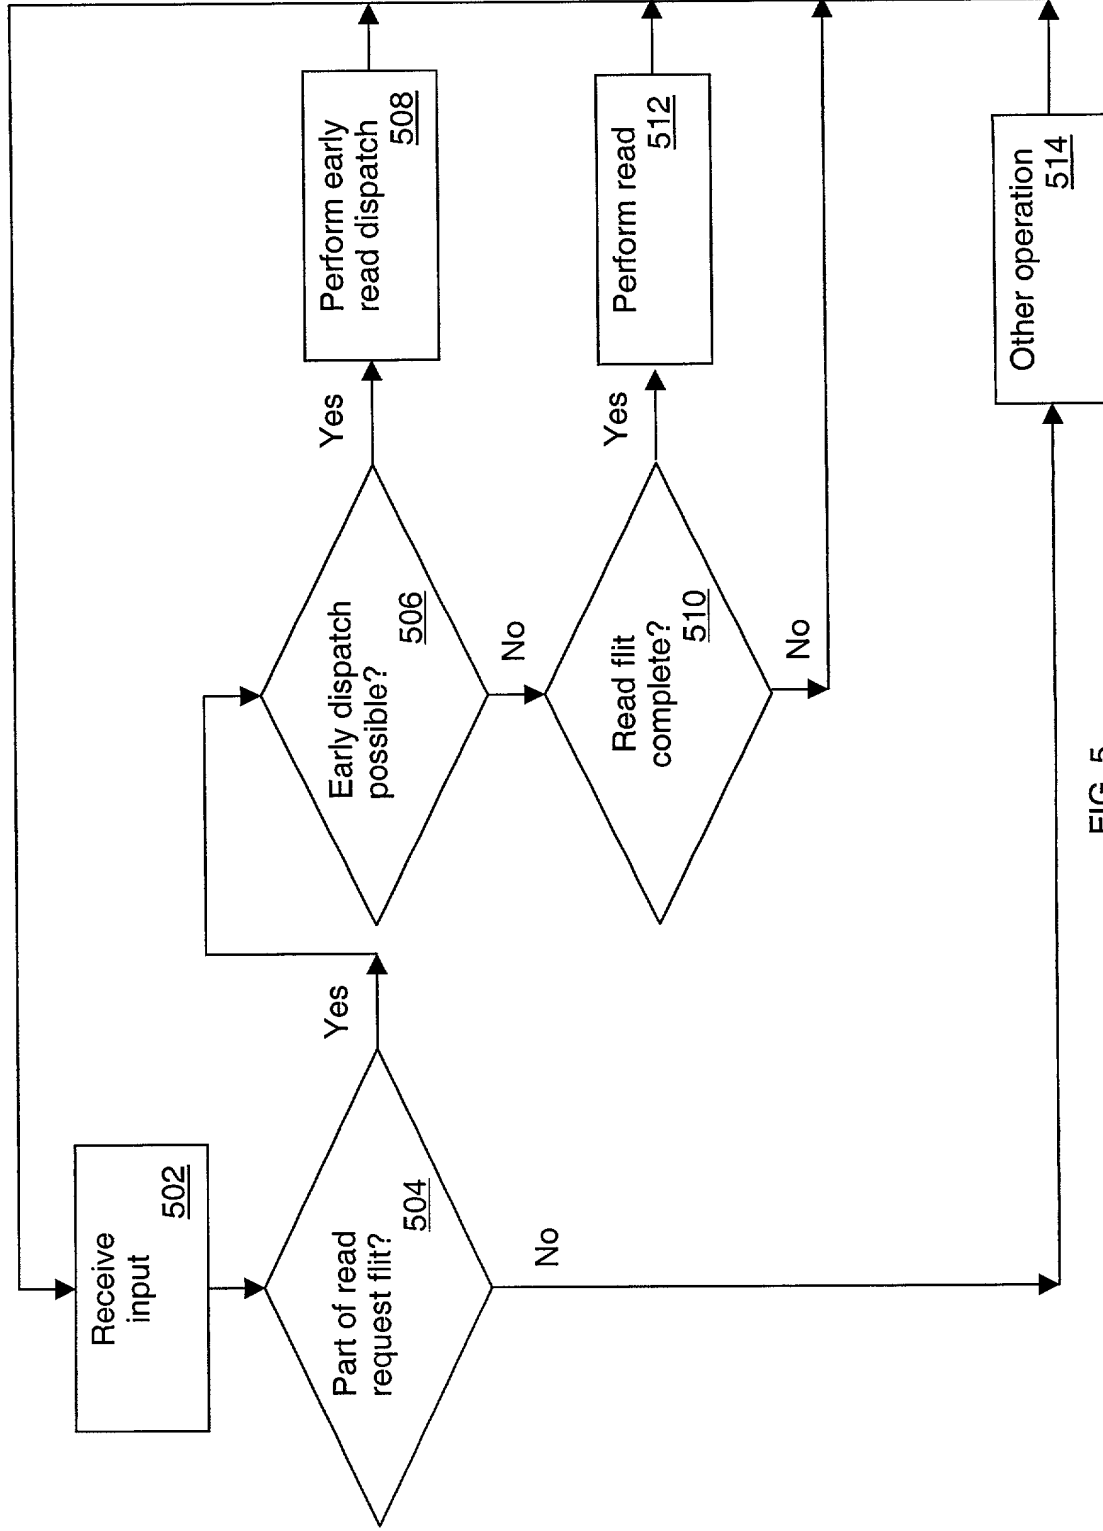 Receive
input
502
Part of read
request flit?
504
Yes
No
Early dispatch
possible?
506
Yes
No
Perform early
read dispatch
508
Read flit
complete?
510
Yes
No
Perform read
512
Other operation
514
FIG. 5